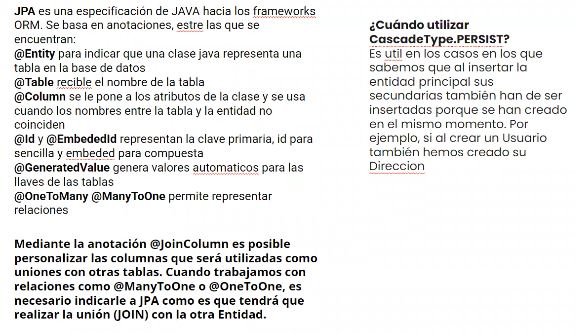 JPA es una especificación de JAVA hacia los frameworks
ORM. Se basa en anotaciones, estre las que se
encuentran:
@Entity para indicar que una clase java representa una
tabla en la base de datos
@Table recible el nombre de la tabla
@Column se le pone a los atributos de la clase y se usa
cuando los nombres entre la tabla y la entidad no
coinciden
@Id y @EmbededId representan la clave primaria, id para
sencilla y embeded para compuesta
@GeneratedValue genera valores automaticos para las
llaves de las tablas
@OneToMany @ManyToOne permite representar
relaciones
Mediante la anotación @JoinColumn es posible
personalizar las columnas que será utilizadas como
uniones con otras tablas. Cuando trabajamos con
relaciones como @ManyToOne o @OneToOne, es
necesario indicarle a JPA como es que tendrá que
realizar la unión (JOIN) con la otra Entidad.
¿Cuándo utilizar
CascadeType.PERSIST?
Es util en los casos en los que
sabemos que al insertar la
entidad principal sus
secundarias también han de ser
insertadas porque se han creado
en el mismo momento. Por
ejemplo, si al crear un Usuario
también hemos creado su
Direccion